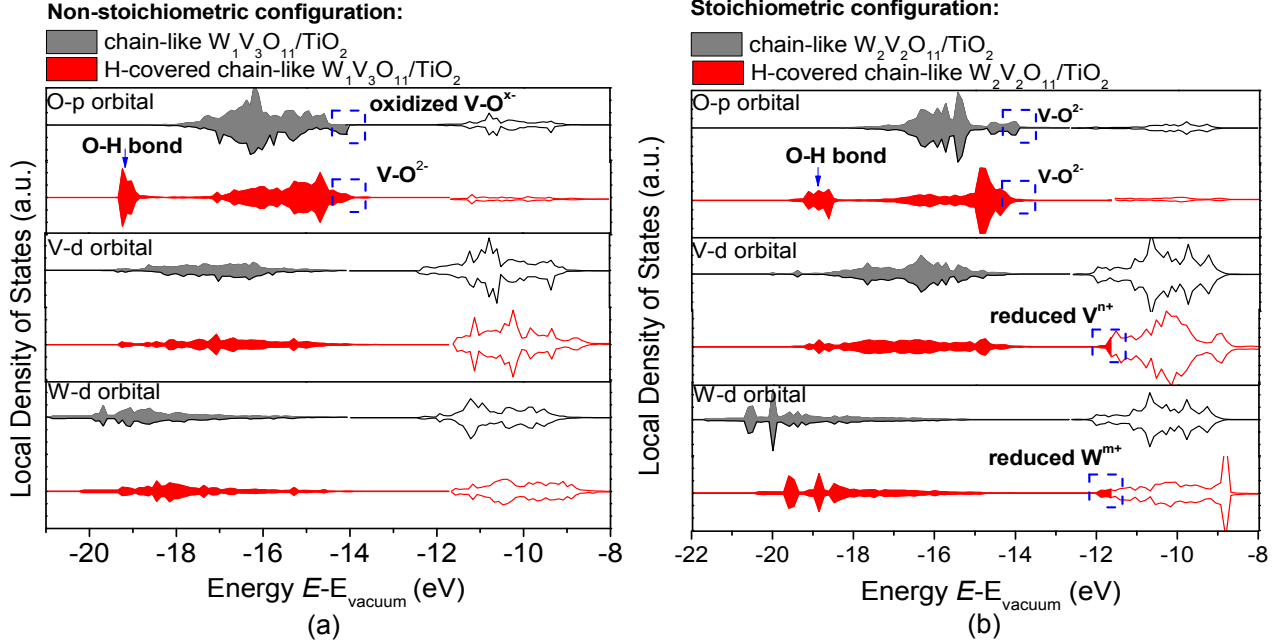 Non-stoichiometric configuration:
chain-like W₁V₃O₁₁/TiO₂
H-covered chain-like W₁V₃O₁₁/TiO₂
O-p orbital
oxidized V-Oˣ⁻
O-H bond
V-O²⁻
V-d orbital
W-d orbital
Local Density of States (a.u.)
-20 -18 -16 -14 -12 -10 -8
Energy E-Eᵥₐcᵤᵤₘ (eV)
(a)
Stoichiometric configuration:
chain-like W₂V₂O₁₁/TiO₂
H-covered chain-like W₂V₂O₁₁/TiO₂
O-p orbital
V-O²⁻
O-H bond
V-O²⁻
V-d orbital
reduced Vⁿ⁺
W-d orbital
reduced Wᵐ⁺
Local Density of States (a.u.)
-22 -20 -18 -16 -14 -12 -10 -8
Energy E-Eᵥₐcᵤᵤₘ (eV)
(b)